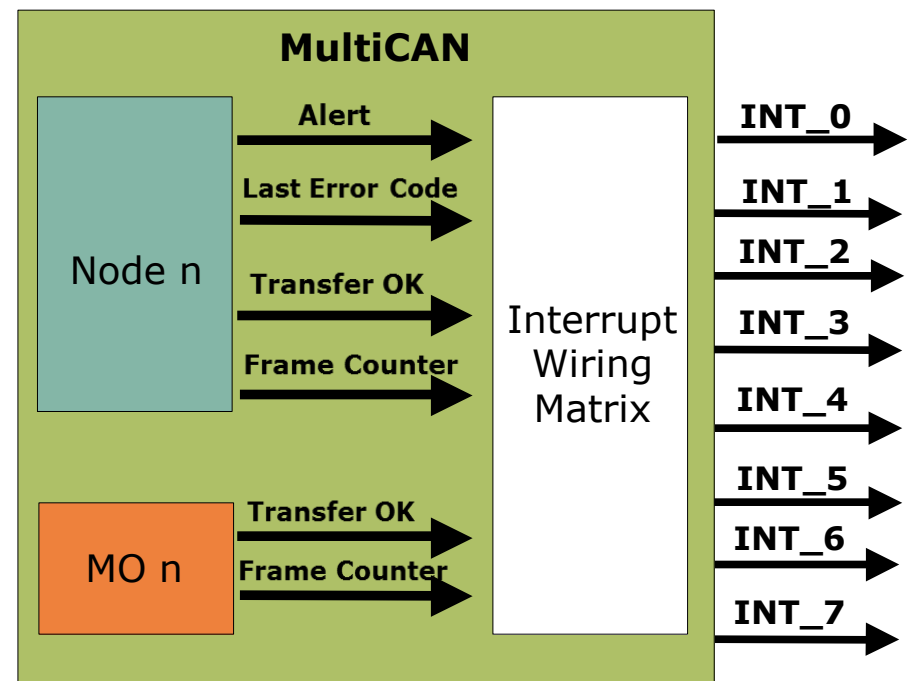 MultiCAN
Node n
Alert
Last Error Code
Transfer OK
Frame Counter
MO n
Transfer OK
Frame Counter
Interrupt
Wiring
Matrix
INT_0
INT_1
INT_2
INT_3
INT_4
INT_5
INT_6
INT_7